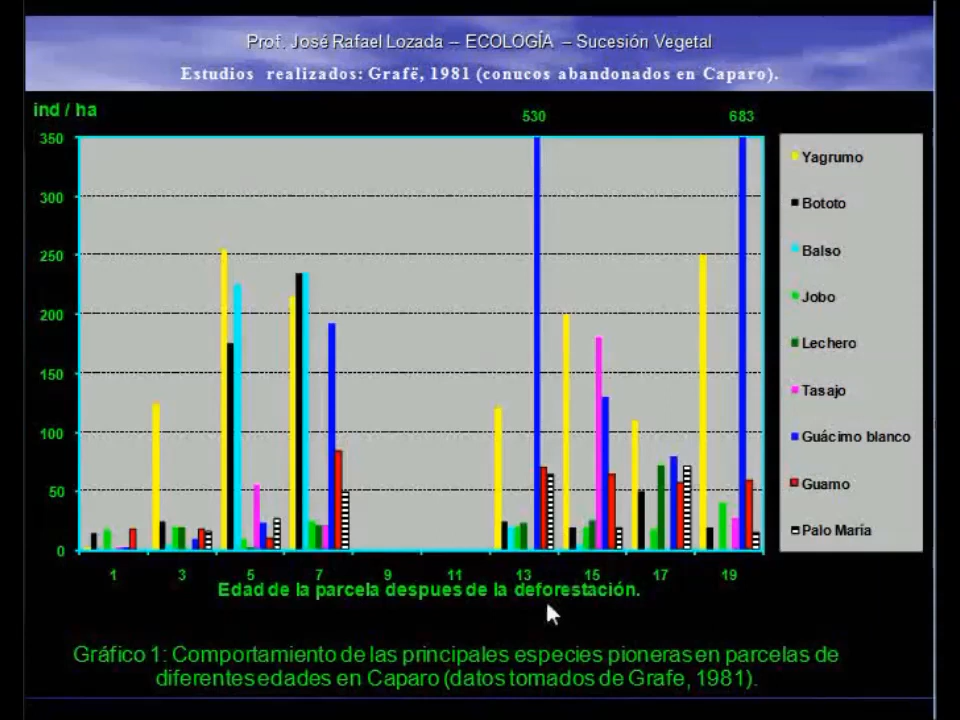 Prof. José Rafael Lozada – ECOLOGÍA – Sucesión Vegetal
Estudios realizados: Grafë, 1981 (conucos abandonados en Caparo).
ind / ha
530
683
350
300
250
200
150
100
50
0
1 3 5 7 9 11 13 15 17 19
Edad de la parcela despues de la deforestación.
Yagrumo
Bototo
Balso
Jobo
Lechero
Tasajo
Guácimo blanco
Guamo
Palo María
Gráfico 1: Comportamiento de las principales especies pioneras en parcelas de
diferentes edades en Caparo (datos tomados de Grafe, 1981).